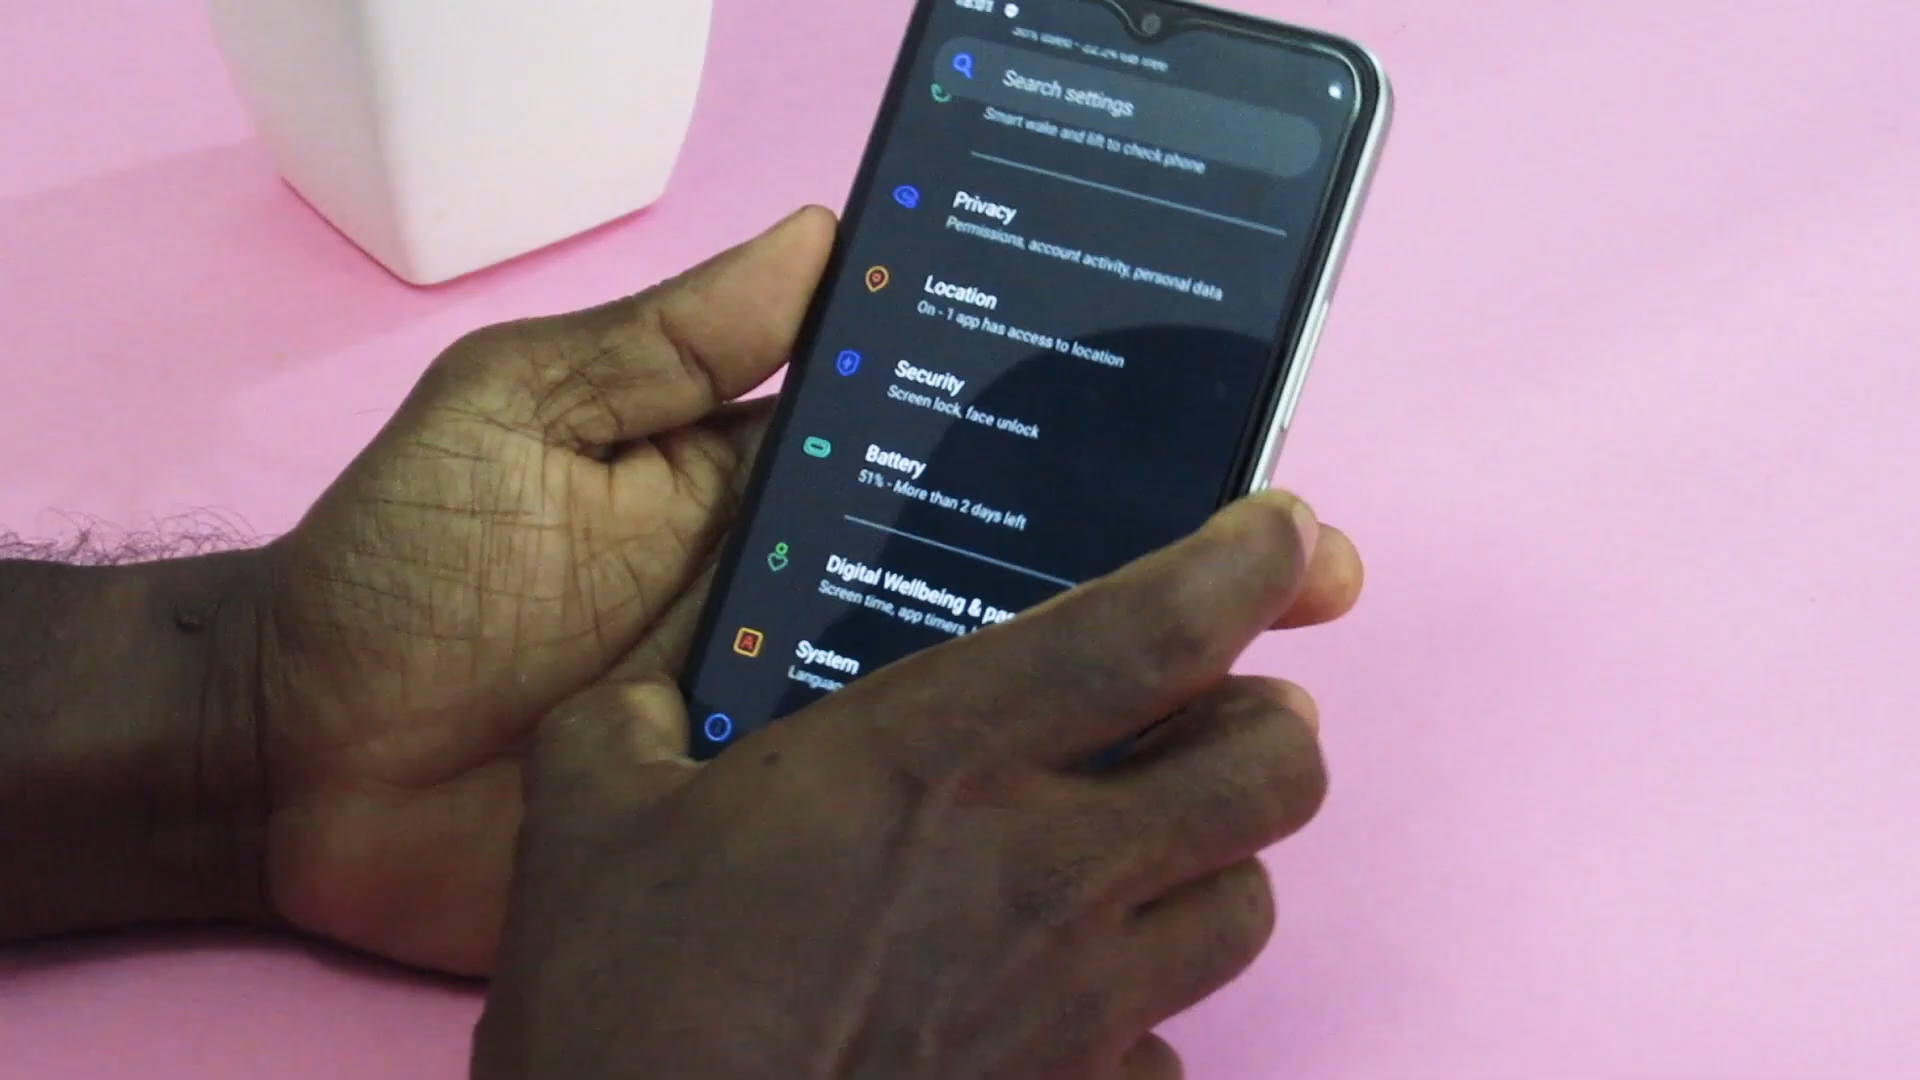 Search settings
Smart wake and lift to check phone
Privacy
Permissions, account activity, personal data
Location
On - 1 app has access to location
Security
Screen lock, face unlock
Battery
51% - More than 2 days left
Digital Wellbeing &
Screen time, app timers,
System